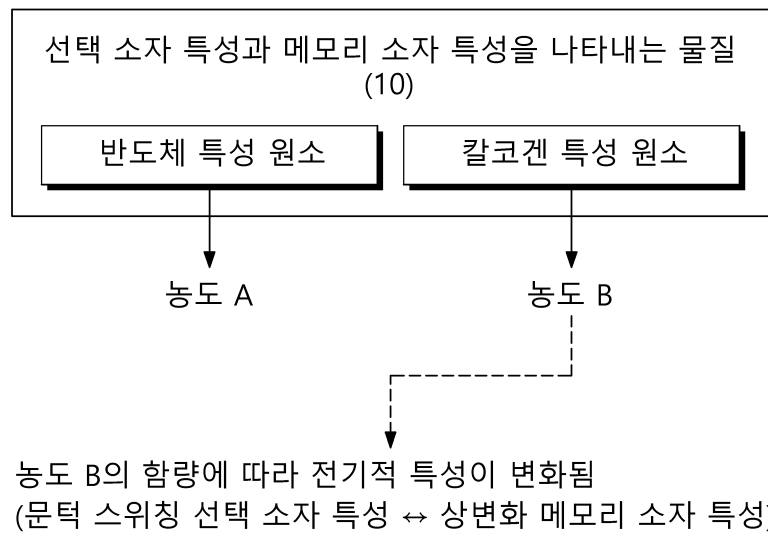 선택 소자 특성과 메모리 소자 특성을 나타내는 물질
(10)
반도체 특성 원소
칼코겐 특성 원소
농도 A
농도 B
농도 B의 함량에 따라 전기적 특성이 변화됨
(문턱 스위칭 선택 소자 특성 ↔ 상변화 메모리 소자 특성)